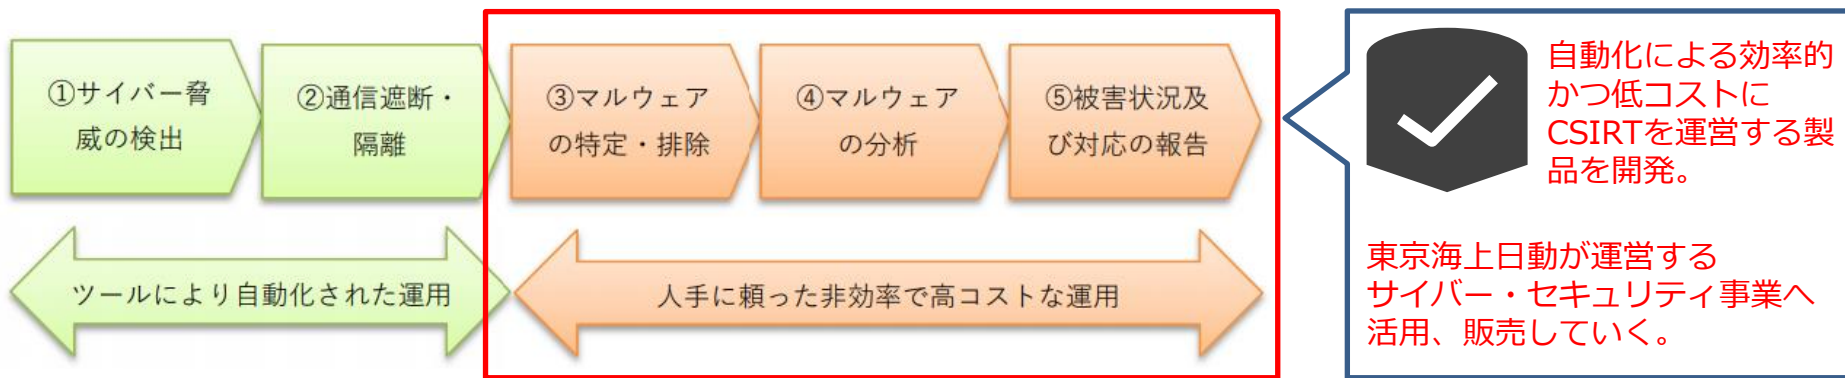 ①サイバー脅
威の検出
②通信遮断・
隔離
③マルウェア
の特定・排除
④マルウェア
の分析
⑤被害状況及
び対応の報告
ツールにより自動化された運用
人手に頼った非効率で高コストな運用
自動化による効率的
かつ低コストに
CSIRTを運営する製
品を開発。
東京海上日動が運営する
サイバー・セキュリティ事業へ
活用、販売していく。